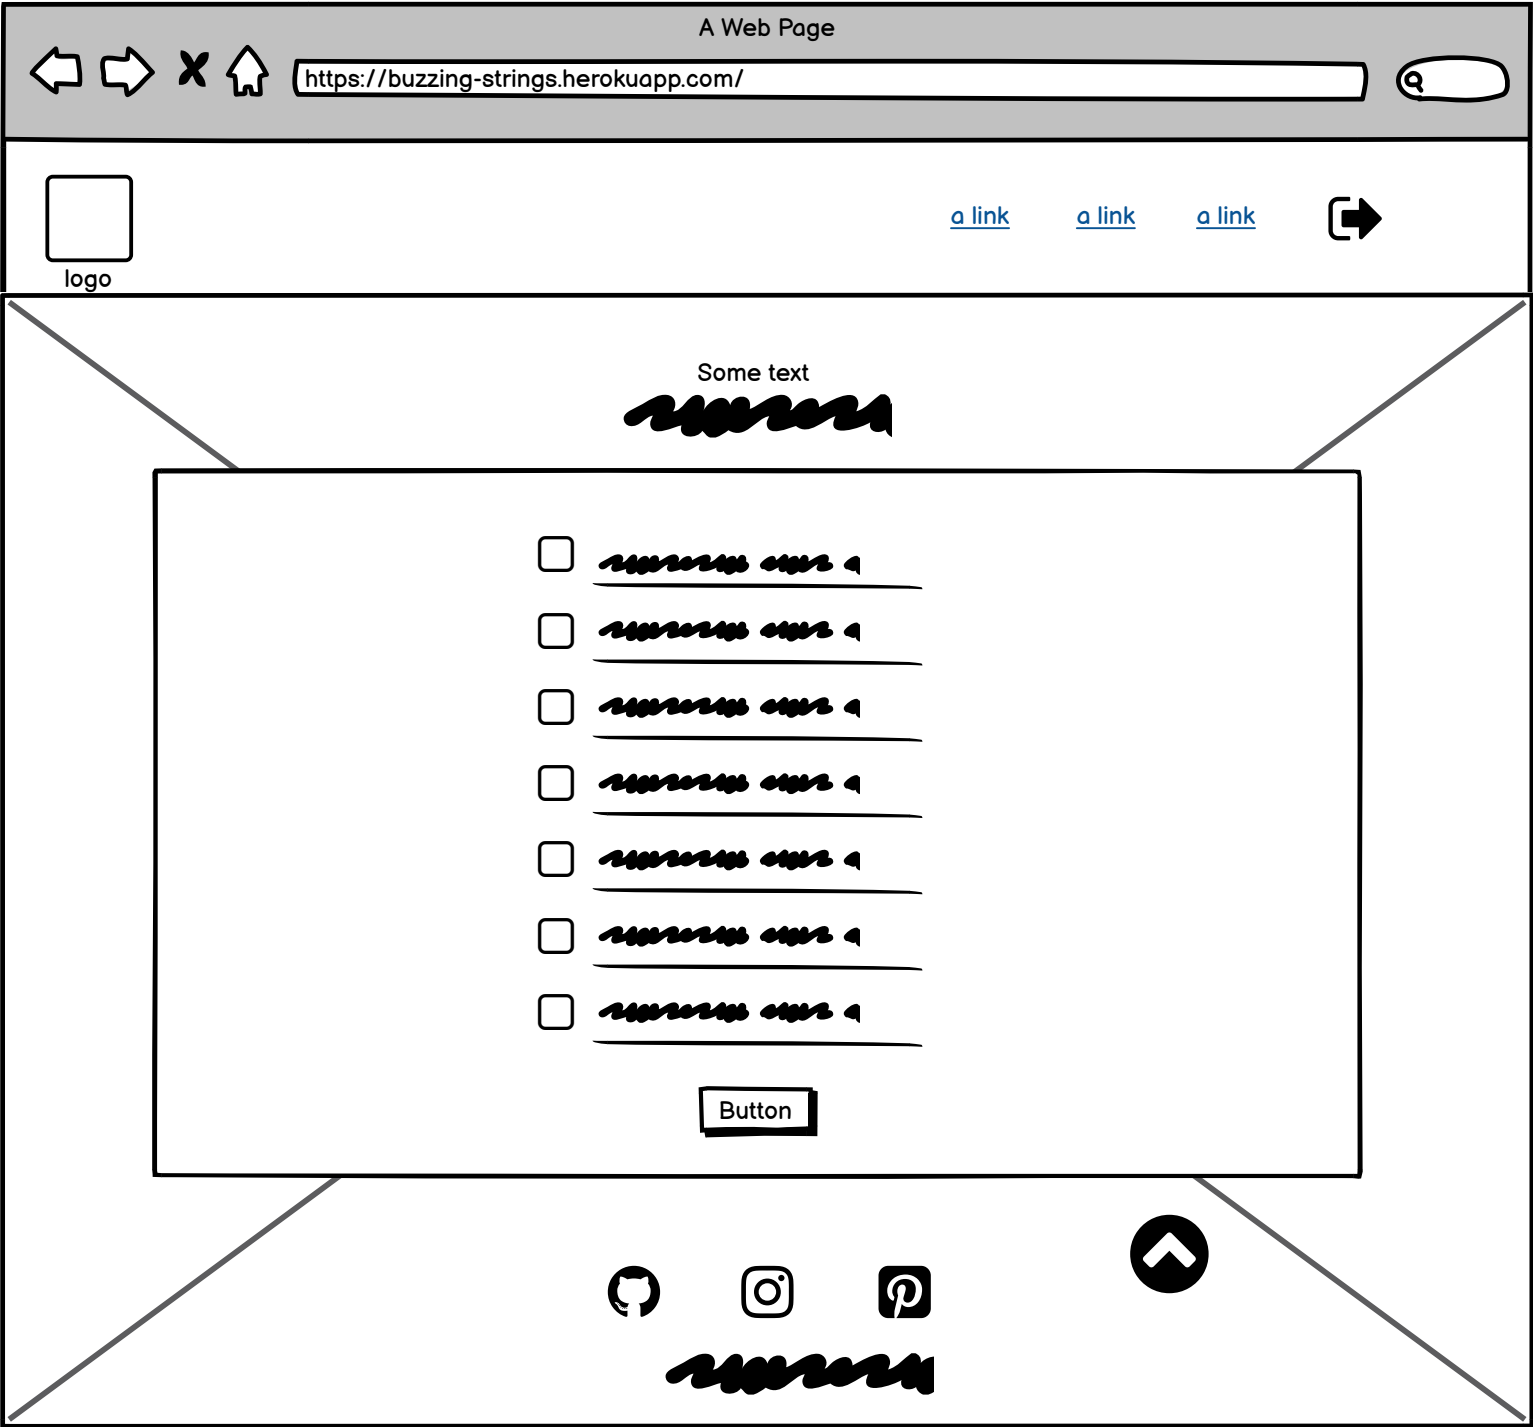 A Web Page
https://buzzing-strings.herokuapp.com/
a link a link a link
logo
Some text
Button